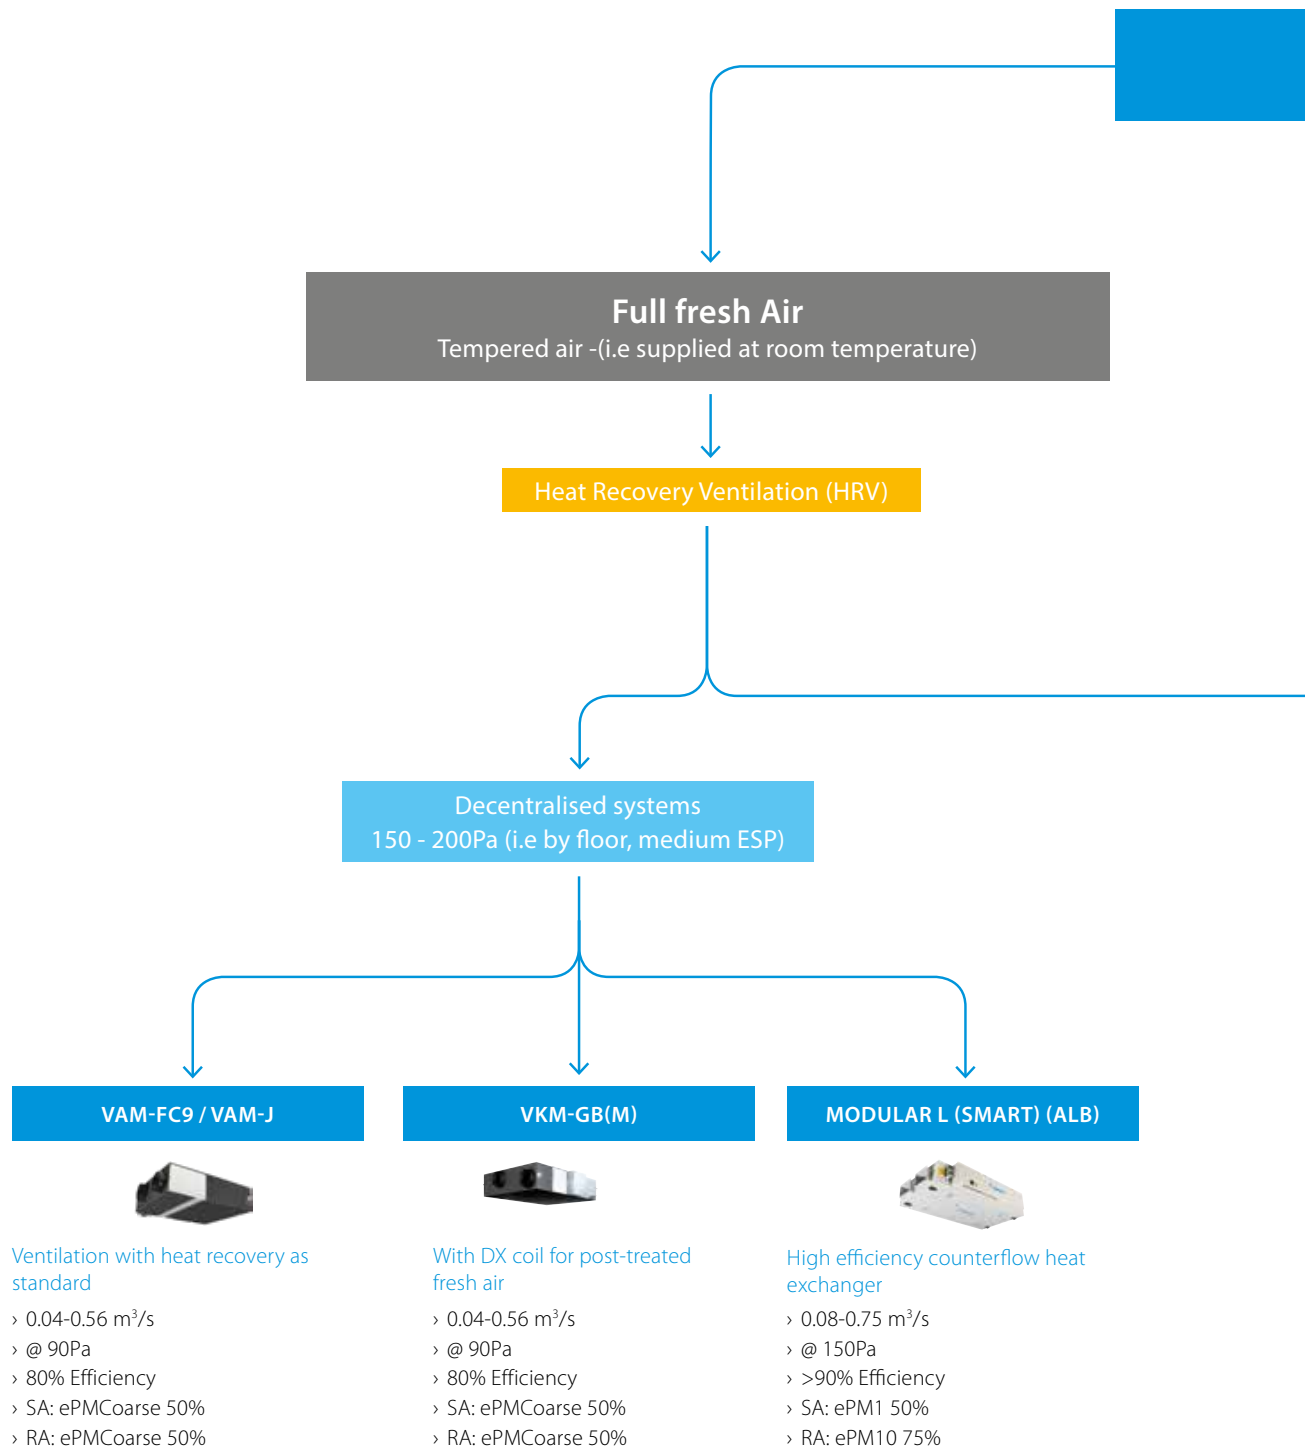 Full fresh Air
Tempered air -(i.e supplied at room temperature)
Heat Recovery Ventilation (HRV)
Decentralised systems
150 - 200Pa (i.e by floor, medium ESP)
VAM-FC9 / VAM-J
Ventilation with heat recovery as
standard
› 0.04-0.56 m³/s
› @ 90Pa
› 80% Efficiency
› SA: ePMCoarse 50%
› RA: ePMCoarse 50%
VKM-GB(M)
With DX coil for post-treated
fresh air
› 0.04-0.56 m³/s
› @ 90Pa
› 80% Efficiency
› SA: ePMCoarse 50%
› RA: ePMCoarse 50%
MODULAR L (SMART) (ALB)
High efficiency counterflow heat
exchanger
› 0.08-0.75 m³/s
› @ 150Pa
› >90% Efficiency
› SA: ePM1 50%
› RA: ePM10 75%